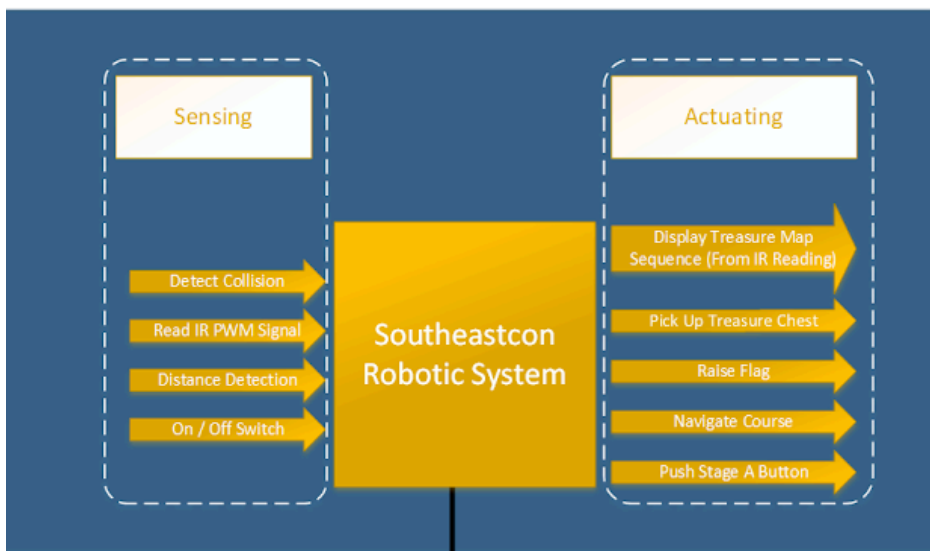 Sensing
Detect Collision
Read IR PWM Signal
Distance Detection
On / Off Switch
Southeastcon
Robotic System
Actuating
Display Treasure Map
Sequence (From IR Reading)
Pick Up Treasure Chest
Raise Flag
Navigate Course
Push Stage A Button